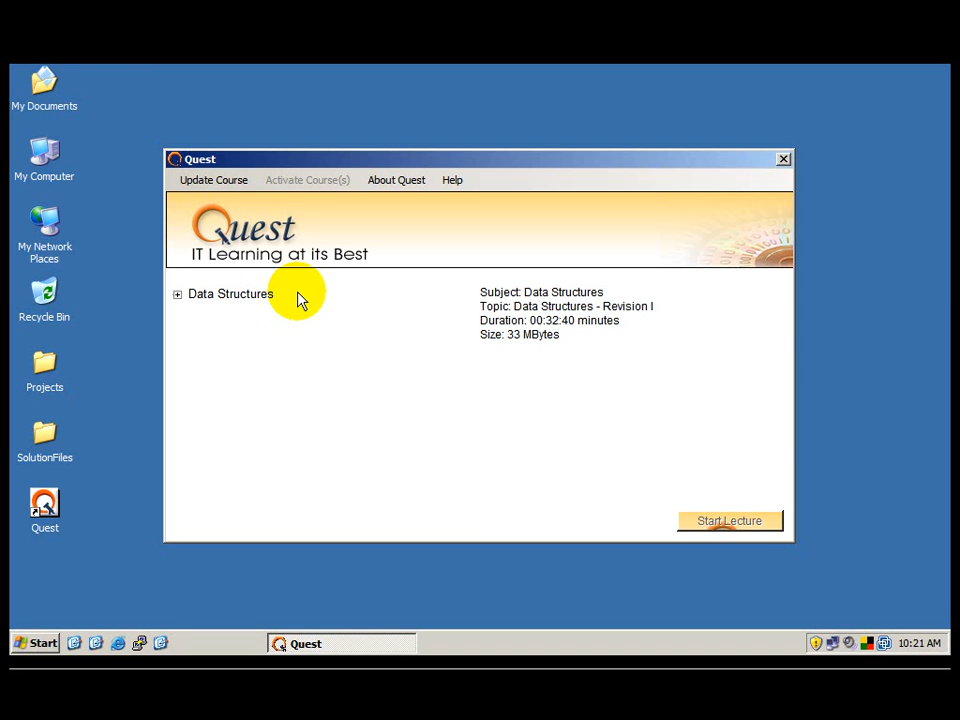 My Documents
My Computer
My Network
Places
Recycle Bin
Projects
SolutionFiles
Quest
Quest
Update Course Activate Course(s) About Quest Help
Quest
IT Learning at its Best
Data Structures
Subject: Data Structures
Topic: Data Structures - Revision I
Duration: 00:32:40 minutes
Size: 33 MBytes
Start Lecture
Start Quest 10:21 AM